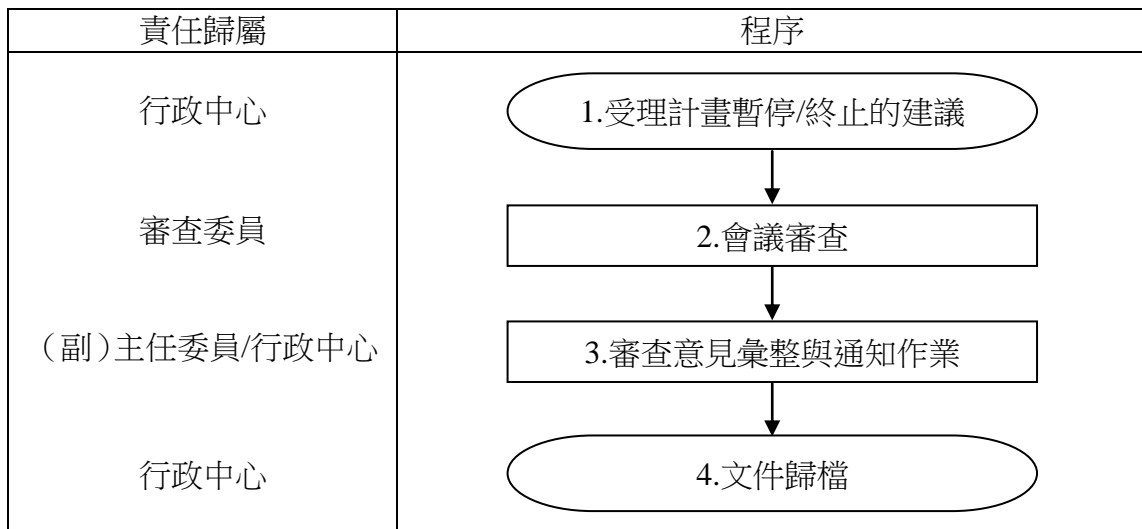 責任歸屬
程序
行政中心
1.受理計畫暫停/終止的建議
審查委員
2.會議審查
（副）主任委員/行政中心
3.審查意見彙整與通知作業
行政中心
4.文件歸檔